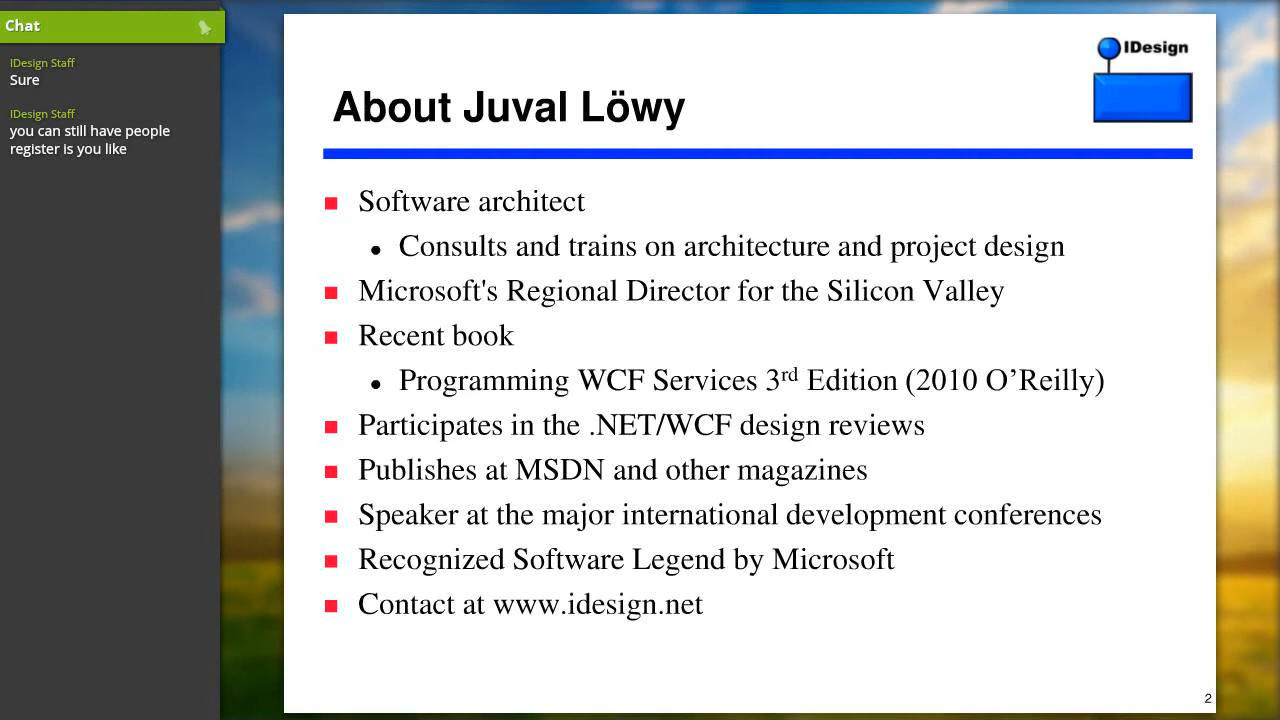 Chat
IDesign Staff
Sure
IDesign Staff
you can still have people
register is you like
IDesign
About Juval Löwy
Software architect
Consults and trains on architecture and project design
Microsoft's Regional Director for the Silicon Valley
Recent book
Programming WCF Services 3rd Edition (2010 O’Reilly)
Participates in the .NET/WCF design reviews
Publishes at MSDN and other magazines
Speaker at the major international development conferences
Recognized Software Legend by Microsoft
Contact at www.idesign.net
2